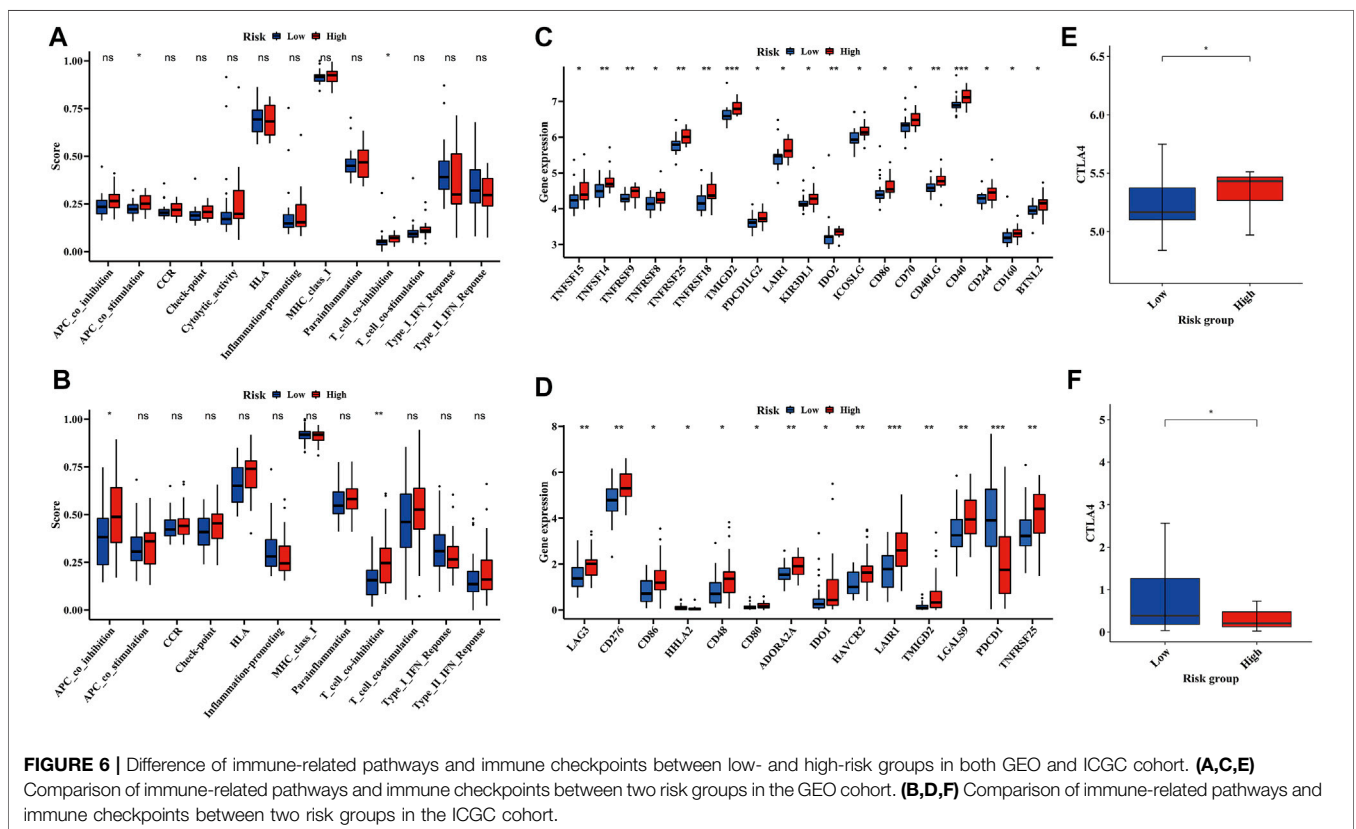 A
Risk Low High
ns * ns ns ns ns ns ns ns * ns ns ns
Score
1.00
0.75
0.50
0.25
0.00
APC_co_inhibition
APC_co_stimulation
CCR
Check-point
Cytolytic_activity
HLA
Inflammation-promoting
MHC_class_I
Parainflammation
T_cell_co-inhibition
T_cell_co-stimulation
Type_I_IFN_Reponse
Type_II_IFN_Reponse
C
Risk Low High
* ** ** * ** ** *** * * * ** * * * ** *** * * *
Gene expression
7
6
5
4
3
TNFSF15
TNFSF14
TNFRSF9
TNFRSF8
TNFRSF25
TNFRSF18
TMIGD2
PDCD1LG2
LAIR1
KIR3DL1
IDO2
ICOSLG
CD86
CD70
CD40LG
CD40
CD244
CD160
BTNL2
E
*
CTLA4
6.5
6.0
5.5
5.0
Low High
Risk group
B
Risk Low High
* ns ns ns ns * ns ns ** ns ns ns
Score
1.00
0.75
0.50
0.25
0.00
APC_co_inhibition
APC_co_stimulation
CCR
Check-point
HLA
Inflammation-promoting
MHC_class_I
Parainflammation
T_cell_co-inhibition
T_cell_co-stimulation
Type_I_IFN_Reponse
Type_II_IFN_Reponse
D
Risk Low High
** ** * * * * ** * ** *** ** ** *** **
Gene expression
8
6
4
2
0
LAG3
CD276
CD86
HHLA2
CD48
CD80
ADORA2A
IDO1
HAVCR2
LAIR1
TMIGD2
LGALS9
PDCD1
TNFRSF25
F
*
CTLA4
5
4
3
2
1
0
Low High
Risk group
FIGURE 6 | Difference of immune-related pathways and immune checkpoints between low- and high-risk groups in both GEO and ICGC cohort. (A,C,E)
Comparison of immune-related pathways and immune checkpoints between two risk groups in the GEO cohort. (B,D,F) Comparison of immune-related pathways and
immune checkpoints between two risk groups in the ICGC cohort.